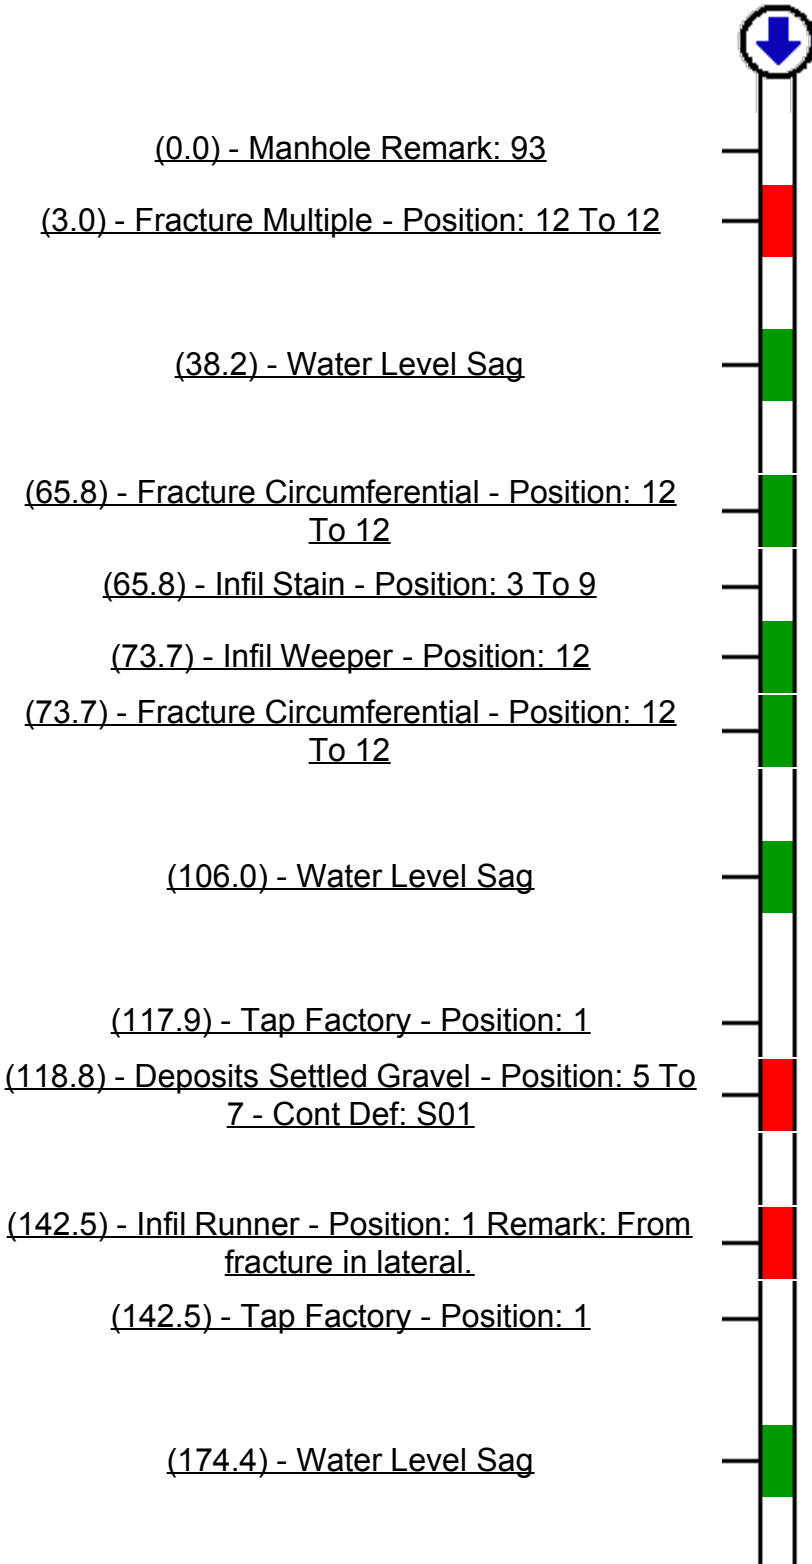 (0.0) - Manhole Remark: 93
(3.0) - Fracture Multiple - Position: 12 To 12
(38.2) - Water Level Sag
(65.8) - Fracture Circumferential - Position: 12
To 12
(65.8) - Infil Stain - Position: 3 To 9
(73.7) - Infil Weeper - Position: 12
(73.7) - Fracture Circumferential - Position: 12
To 12
(106.0) - Water Level Sag
(117.9) - Tap Factory - Position: 1
(118.8) - Deposits Settled Gravel - Position: 5 To
7 - Cont Def: S01
(142.5) - Infil Runner - Position: 1 Remark: From
fracture in lateral.
(142.5) - Tap Factory - Position: 1
(174.4) - Water Level Sag